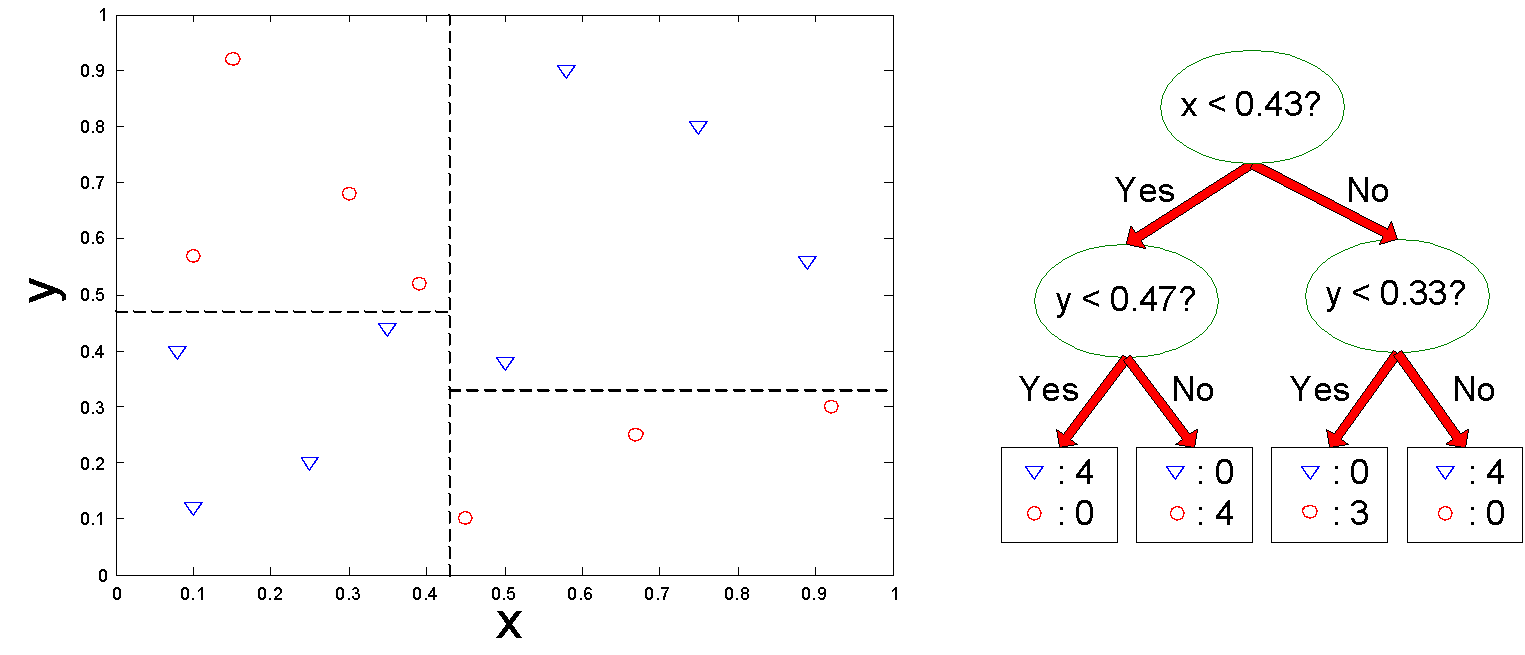 1
0.9
0.8
0.7
0.6
0.5
0.4
0.3
0.2
0.1
0
y
0 0.1 0.2 0.3 0.4 0.5 0.6 0.7 0.8 0.9 1
x
x < 0.43?
Yes No
y < 0.47? y < 0.33?
Yes No Yes No
: 4 : 0 : 0 : 4
: 0 : 4 : 3 : 0